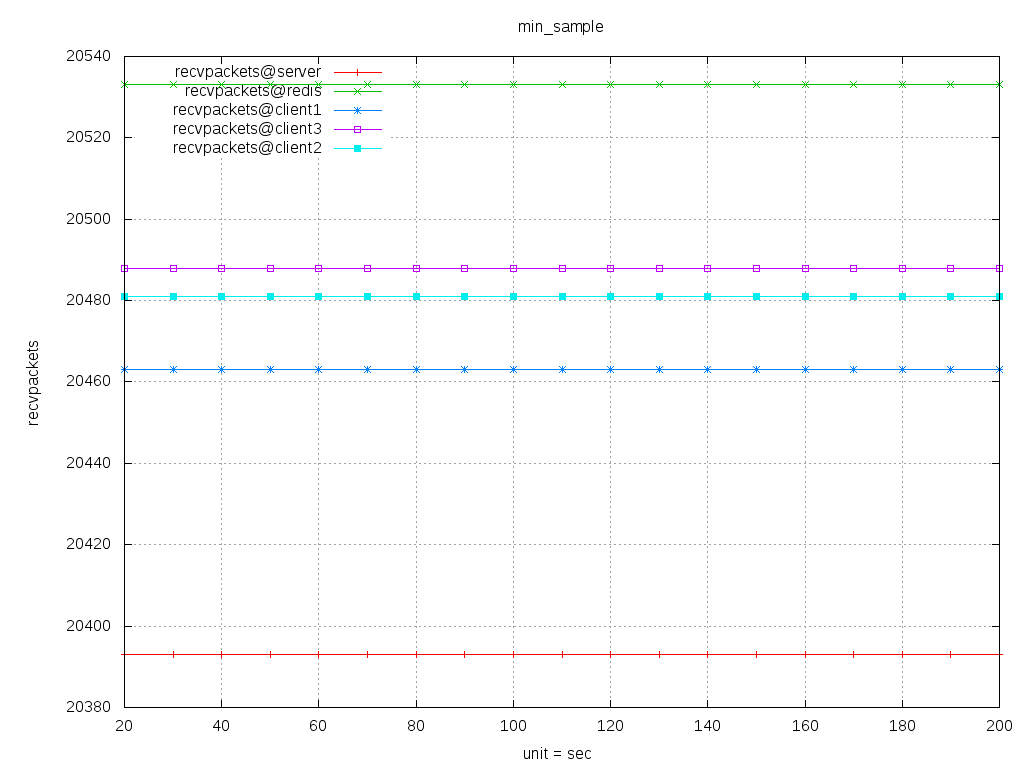 min_sample
20540
20520
20500
20480
20460
20440
20420
20400
20380
recvpackets
recvpackets@server
recvpackets@redis
recvpackets@client1
recvpackets@client3
recvpackets@client2
20 40 60 80 100 120 140 160 180 200
unit = sec